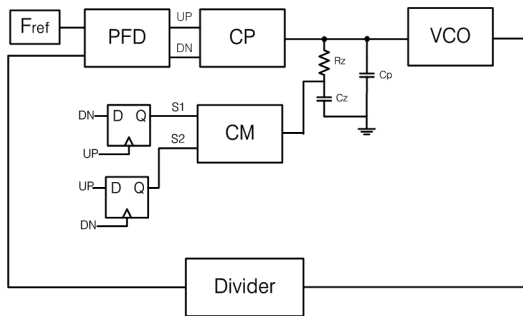 Fref
PFD
UP
DN
CP
VCO
Rz
Cp
Cz
DN
D
Q
S1
UP
CM
S2
UP
D
Q
DN
Divider